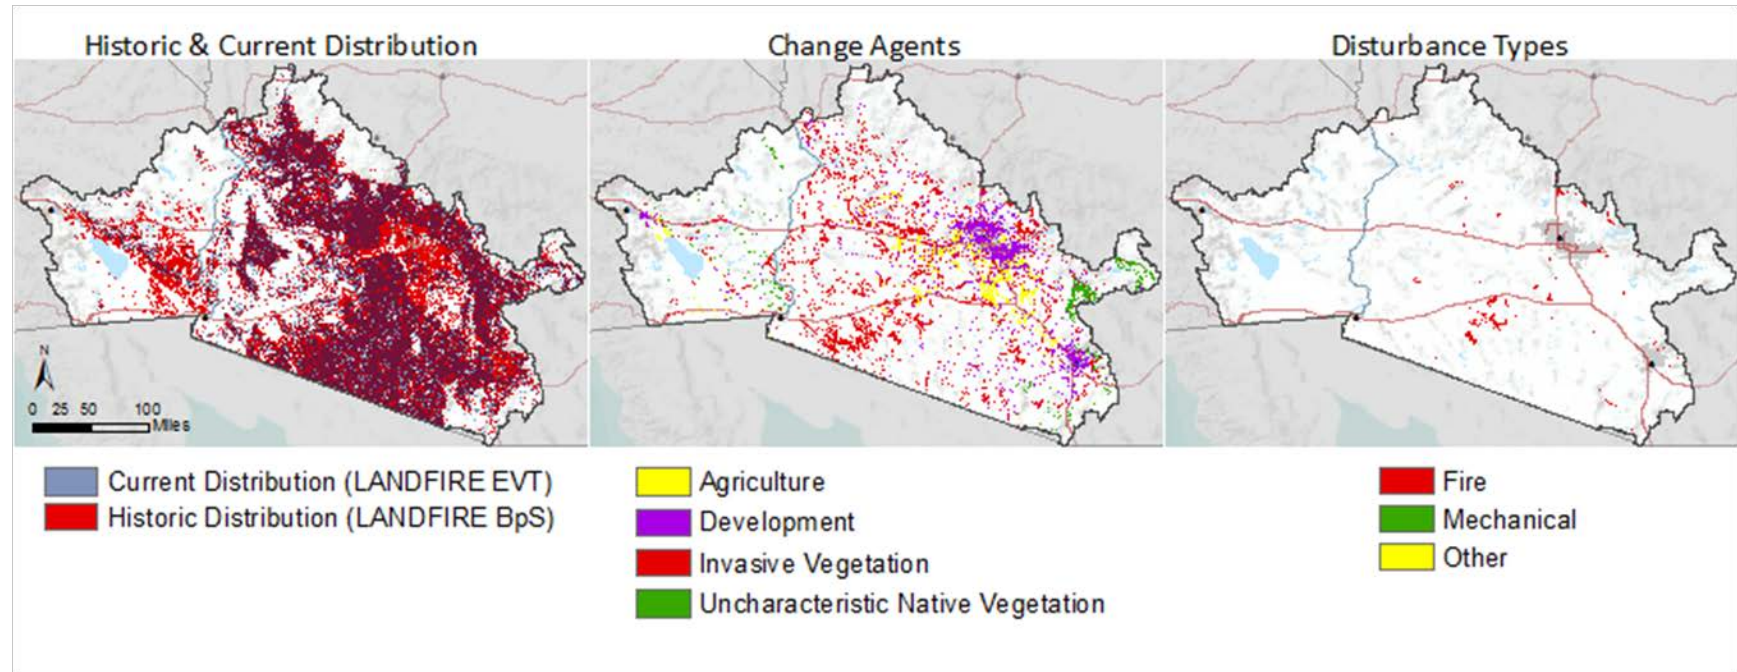 Historic & Current Distribution
Change Agents
Disturbance Types
N
0 25 50 100
Miles
Current Distribution (LANDFIRE EVT)
Historic Distribution (LANDFIRE BpS)
Agriculture
Development
Invasive Vegetation
Uncharacteristic Native Vegetation
Fire
Mechanical
Other